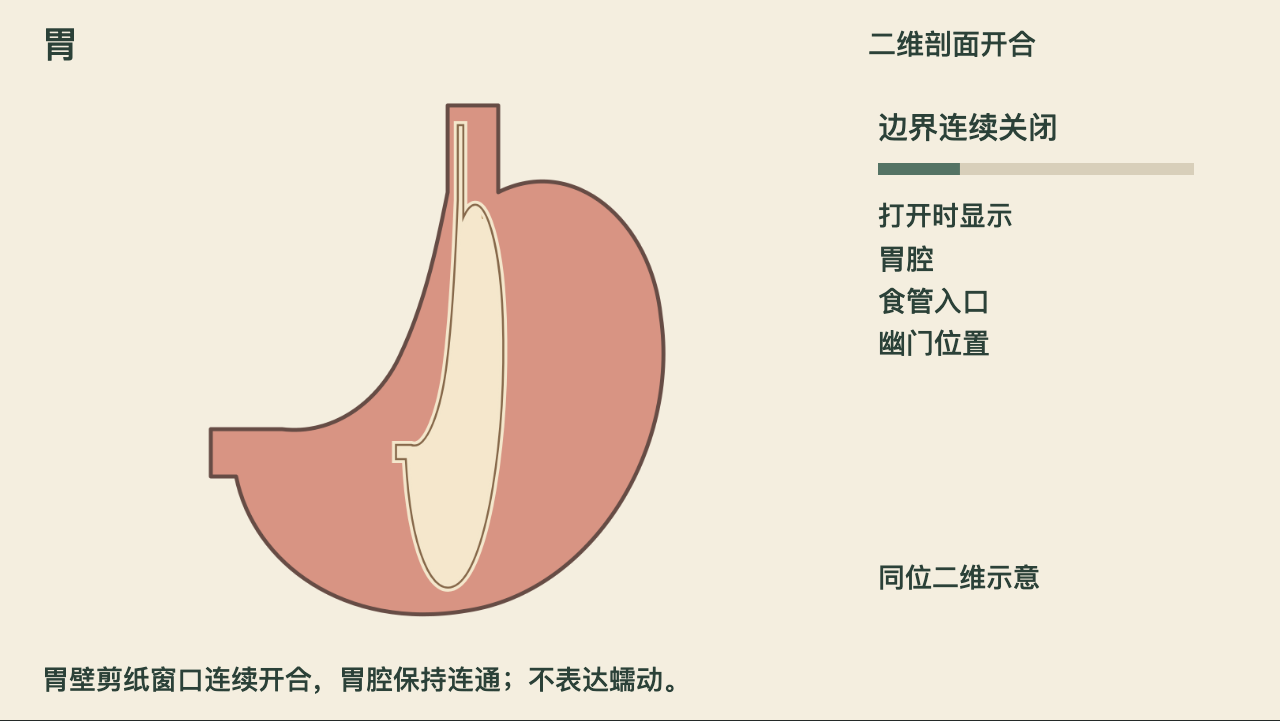 胃
二维剖面开合
边界连续关闭
打开时显示
胃腔
食管入口
幽门位置
同位二维示意
胃壁剪纸窗口连续开合，胃腔保持连通；不表达蠕动。